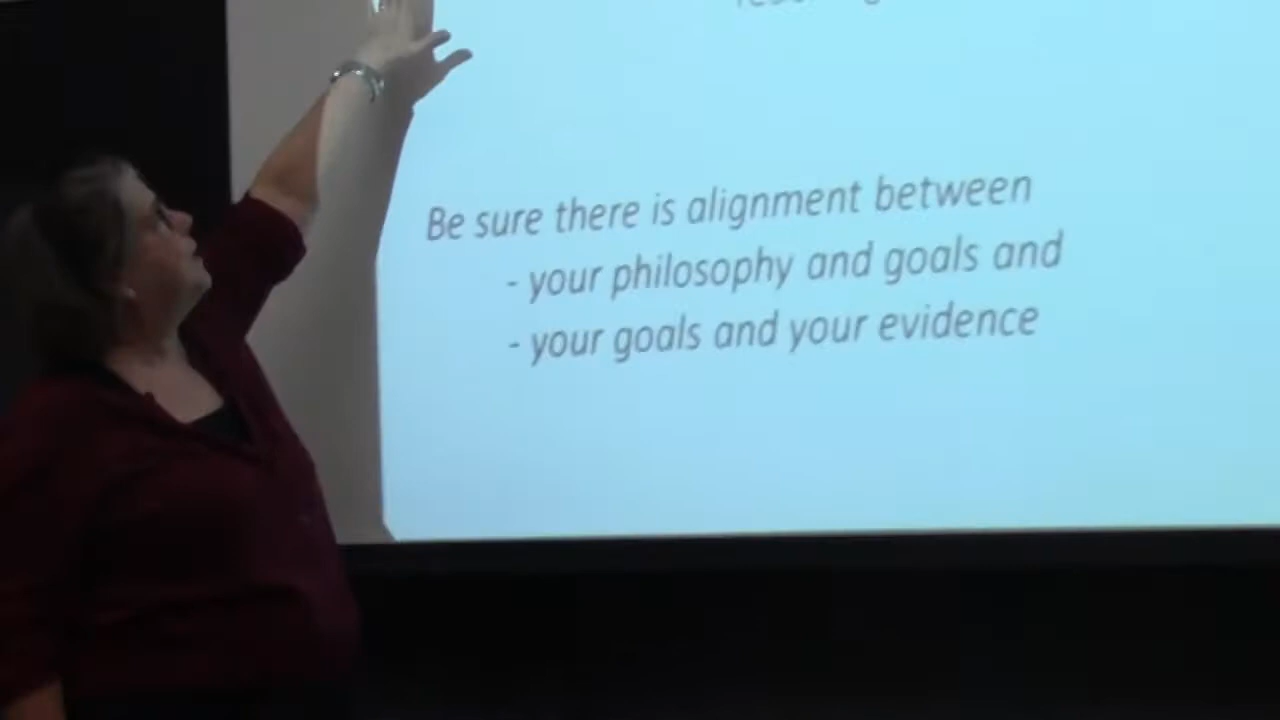 Be sure there is alignment between
- your philosophy and goals and
- your goals and your evidence